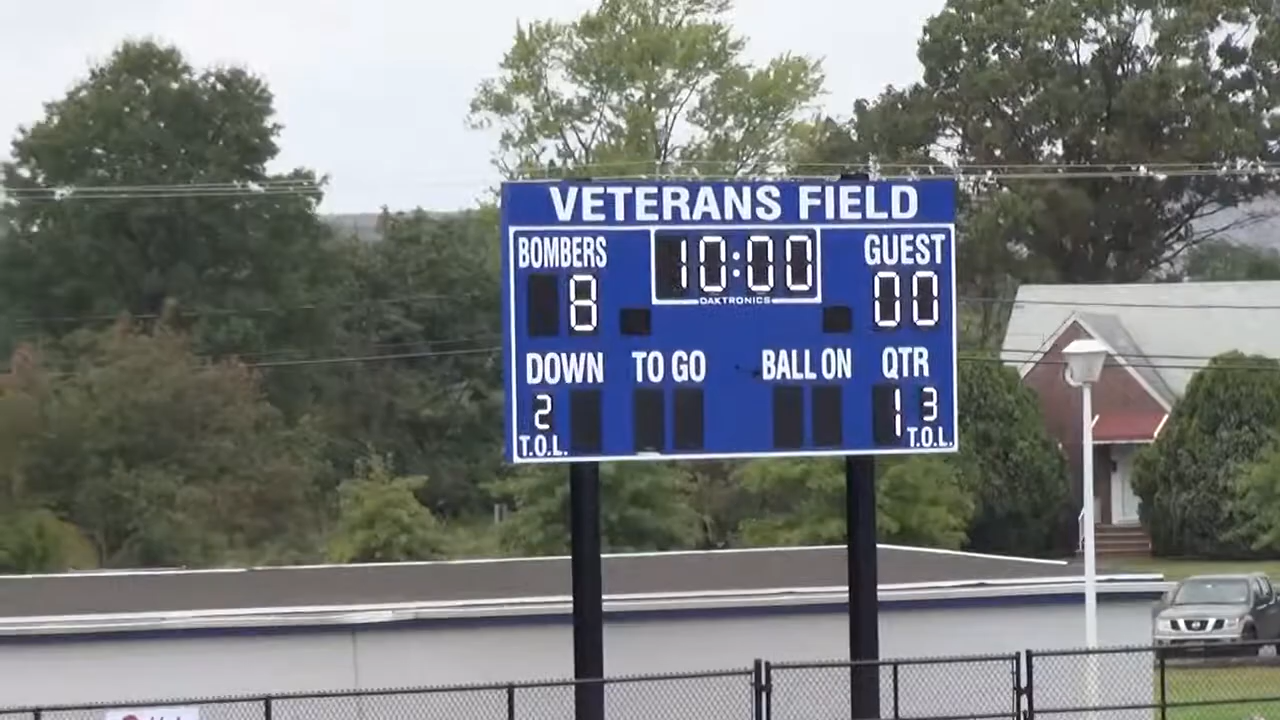 VETERANS FIELD
BOMBERS 10:00 GUEST
8 DAKTRONICS 00
DOWN TO GO BALL ON QTR
2 1 3
T.O.L. T.O.L.